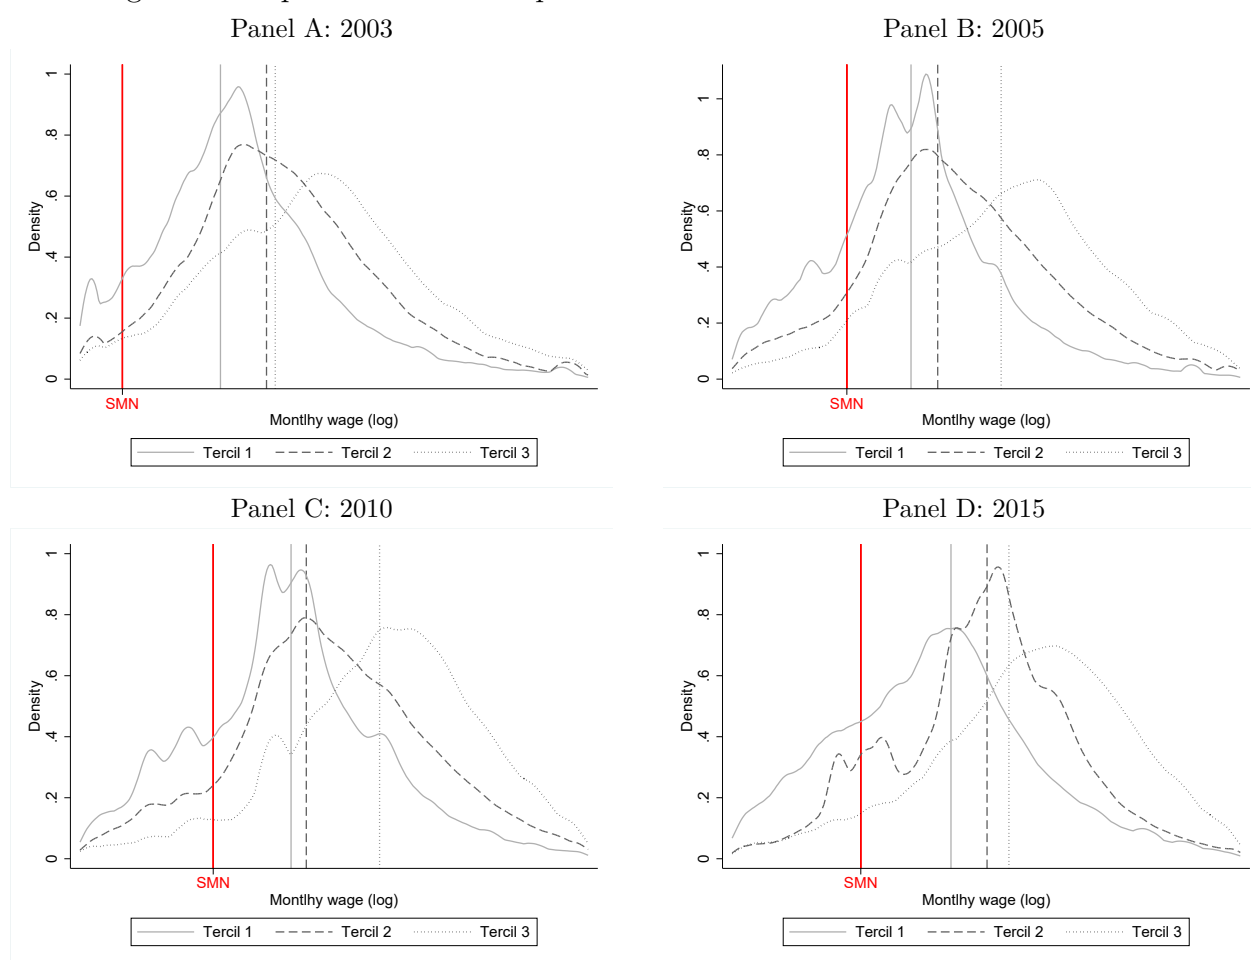 Panel A: 2003
Density
0 .2 .4 .6 .8 1
SMN
Montlhy wage (log)
Tercil 1 Tercil 2 Tercil 3
Panel B: 2005
Density
0 .2 .4 .6 .8 1
SMN
Montlhy wage (log)
Tercil 1 Tercil 2 Tercil 3
Panel C: 2010
Density
0 .2 .4 .6 .8 1
SMN
Montlhy wage (log)
Tercil 1 Tercil 2 Tercil 3
Panel D: 2015
Density
0 .2 .4 .6 .8 1
SMN
Montlhy wage (log)
Tercil 1 Tercil 2 Tercil 3